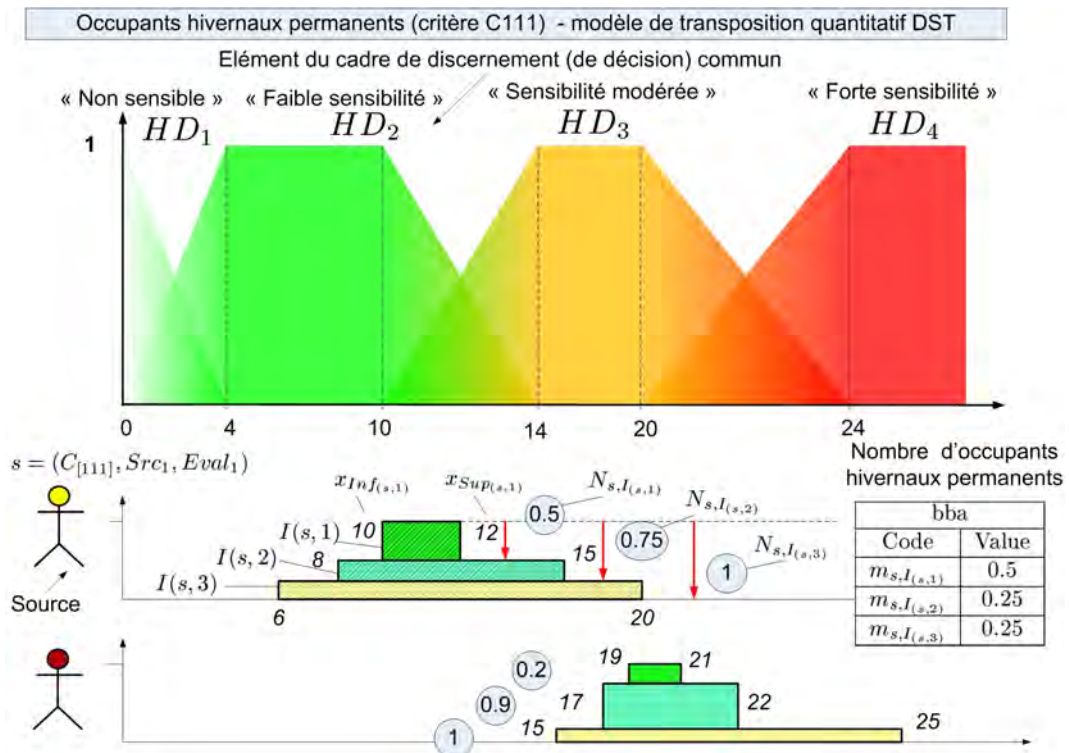 Occupants hivernaux permanents (critère C111) - modèle de transposition quantitatif DST
Elément du cadre de discernement (de décision) commun
« Non sensible »
« Faible sensibilité »
« Sensibilité modérée »
« Forte sensibilité »
HD₁
HD₂
HD₃
HD₄
1
0
4
10
14
20
24
Nombre d'occupants
hivernaux permanents
s = (C[111], Src₁, Eval₁)
xInf(s,1)
xSup(s,1)
Ns,I(s,1)
Ns,I(s,2)
Ns,I(s,3)
I(s,1)
10
12
0.5
I(s,2)
8
15
0.75
I(s,3)
1
Source
6
20
bba
Code Value
ms,I(s,1) 0.5
ms,I(s,2) 0.25
ms,I(s,3) 0.25
19
21
0.2
17
22
0.9
15
25
1